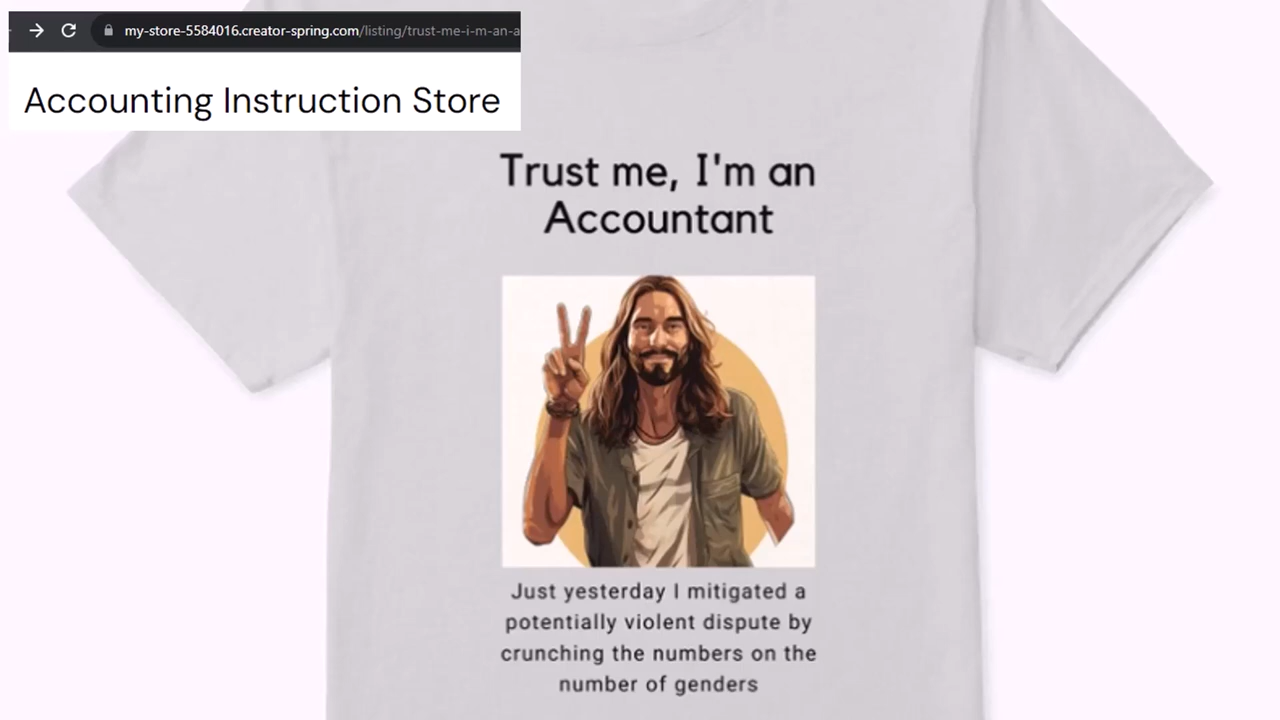 my-store-5584016.creator-spring.com/listing/trust-me-i-m-an-a
Accounting Instruction Store
Trust me, I'm an
Accountant
Just yesterday I mitigated a
potentially violent dispute by
crunching the numbers on the
number of genders